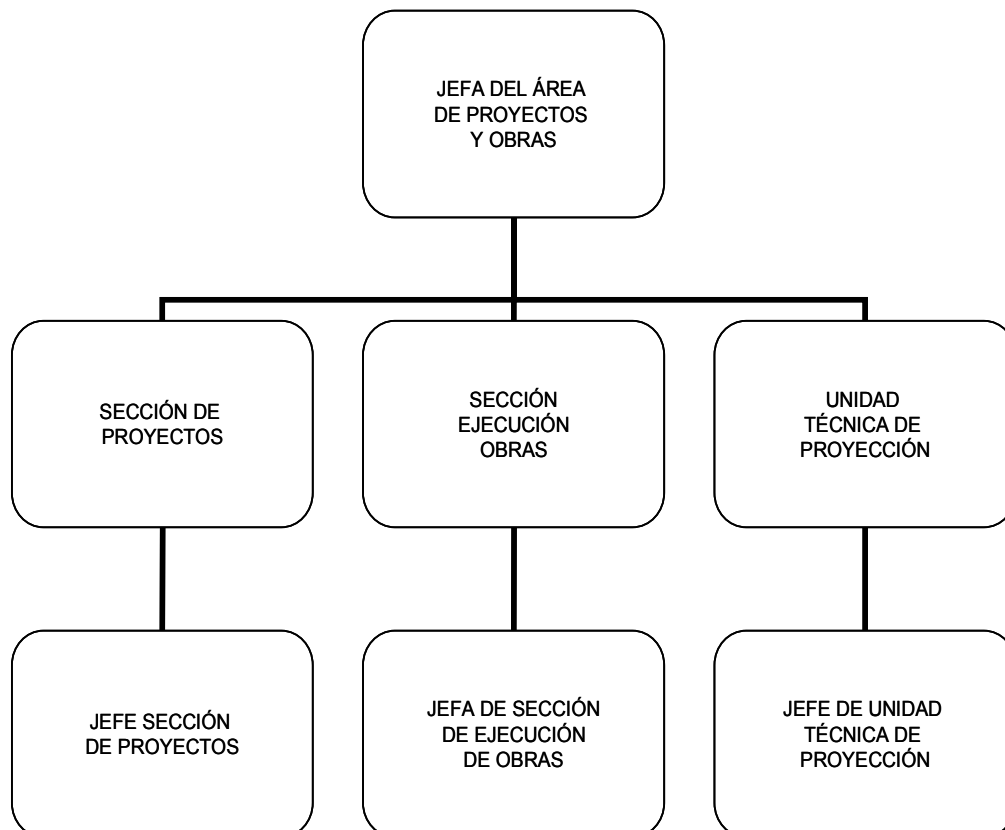 JEFA DEL ÁREA
DE PROYECTOS
Y OBRAS
SECCIÓN DE
PROYECTOS
SECCIÓN
EJECUCIÓN
OBRAS
UNIDAD
TÉCNICA DE
PROYECCIÓN
JEFE SECCIÓN
DE PROYECTOS
JEFA DE SECCIÓN
DE EJECUCIÓN
DE OBRAS
JEFE DE UNIDAD
TÉCNICA DE
PROYECCIÓN